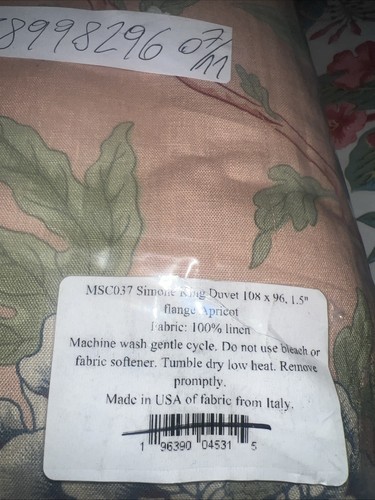 8998296 07/11
MSC037 Simone King Duvet 108 x 96, 1.5"
flange Apricot
Fabric: 100% linen
Machine wash gentle cycle. Do not use bleach or
fabric softener. Tumble dry low heat. Remove
promptly.
Made in USA of fabric from Italy.
1 96390 04531 5